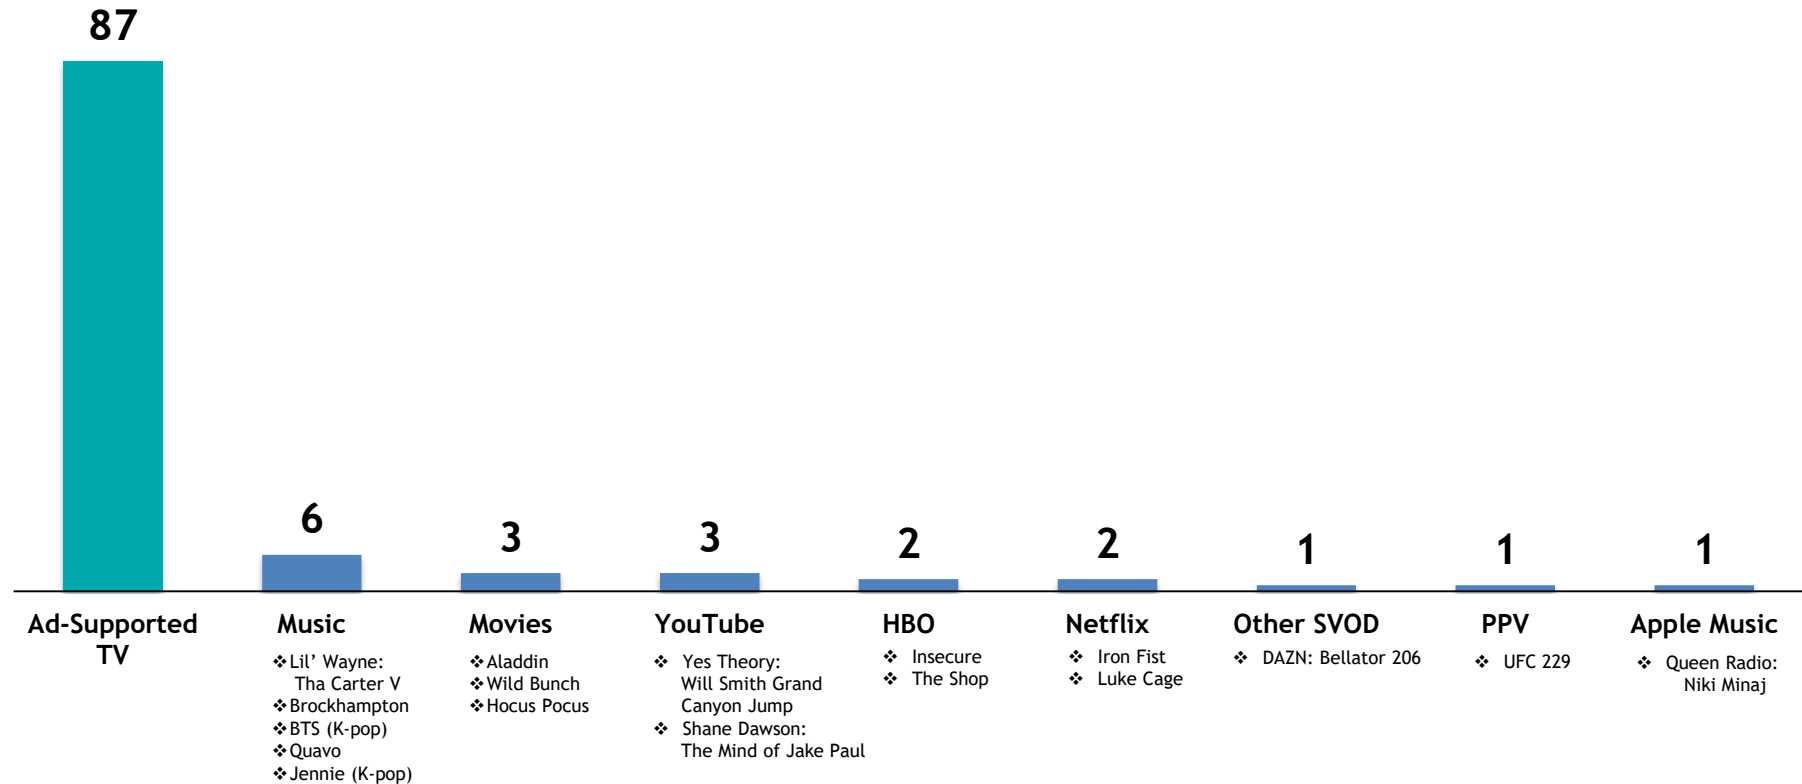 87
6
3
3
2
2
1
1
1
Ad-Supported
TV
Music
❖Lil’ Wayne:
Tha Carter V
❖Brockhampton
❖BTS (K-pop)
❖Quavo
❖Jennie (K-pop)
Movies
❖Aladdin
❖Wild Bunch
❖Hocus Pocus
YouTube
❖ Yes Theory:
Will Smith Grand
Canyon Jump
❖ Shane Dawson:
The Mind of Jake Paul
HBO
❖ Insecure
❖ The Shop
Netflix
❖ Iron Fist
❖ Luke Cage
Other SVOD
❖ DAZN: Bellator 206
PPV
❖ UFC 229
Apple Music
❖ Queen Radio:
Niki Minaj